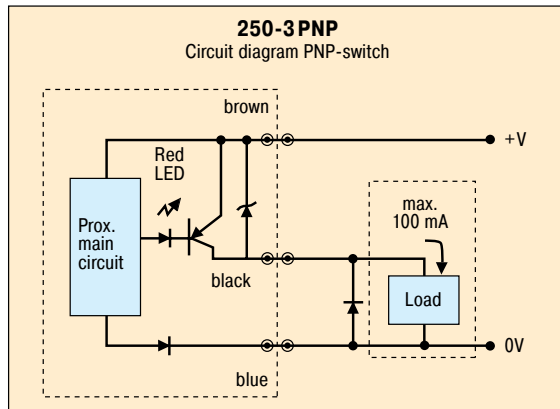 250-3 PNP
Circuit diagram PNP-switch
brown
+V
Red
LED
max.
100 mA
Prox.
main
circuit
black
Load
0V
blue